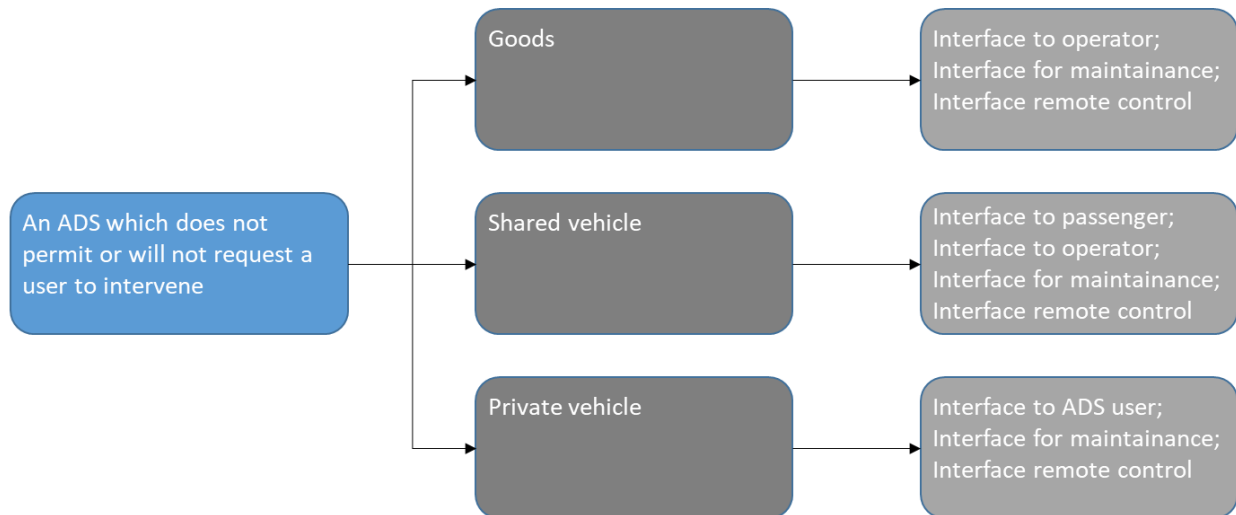 Goods
Interface to operator;
Interface for maintainance;
Interface remote control
An ADS which does not
permit or will not request a
user to intervene
Shared vehicle
Interface to passenger;
Interface to operator;
Interface for maintainance;
Interface remote control
Private vehicle
Interface to ADS user;
Interface for maintainance;
Interface remote control